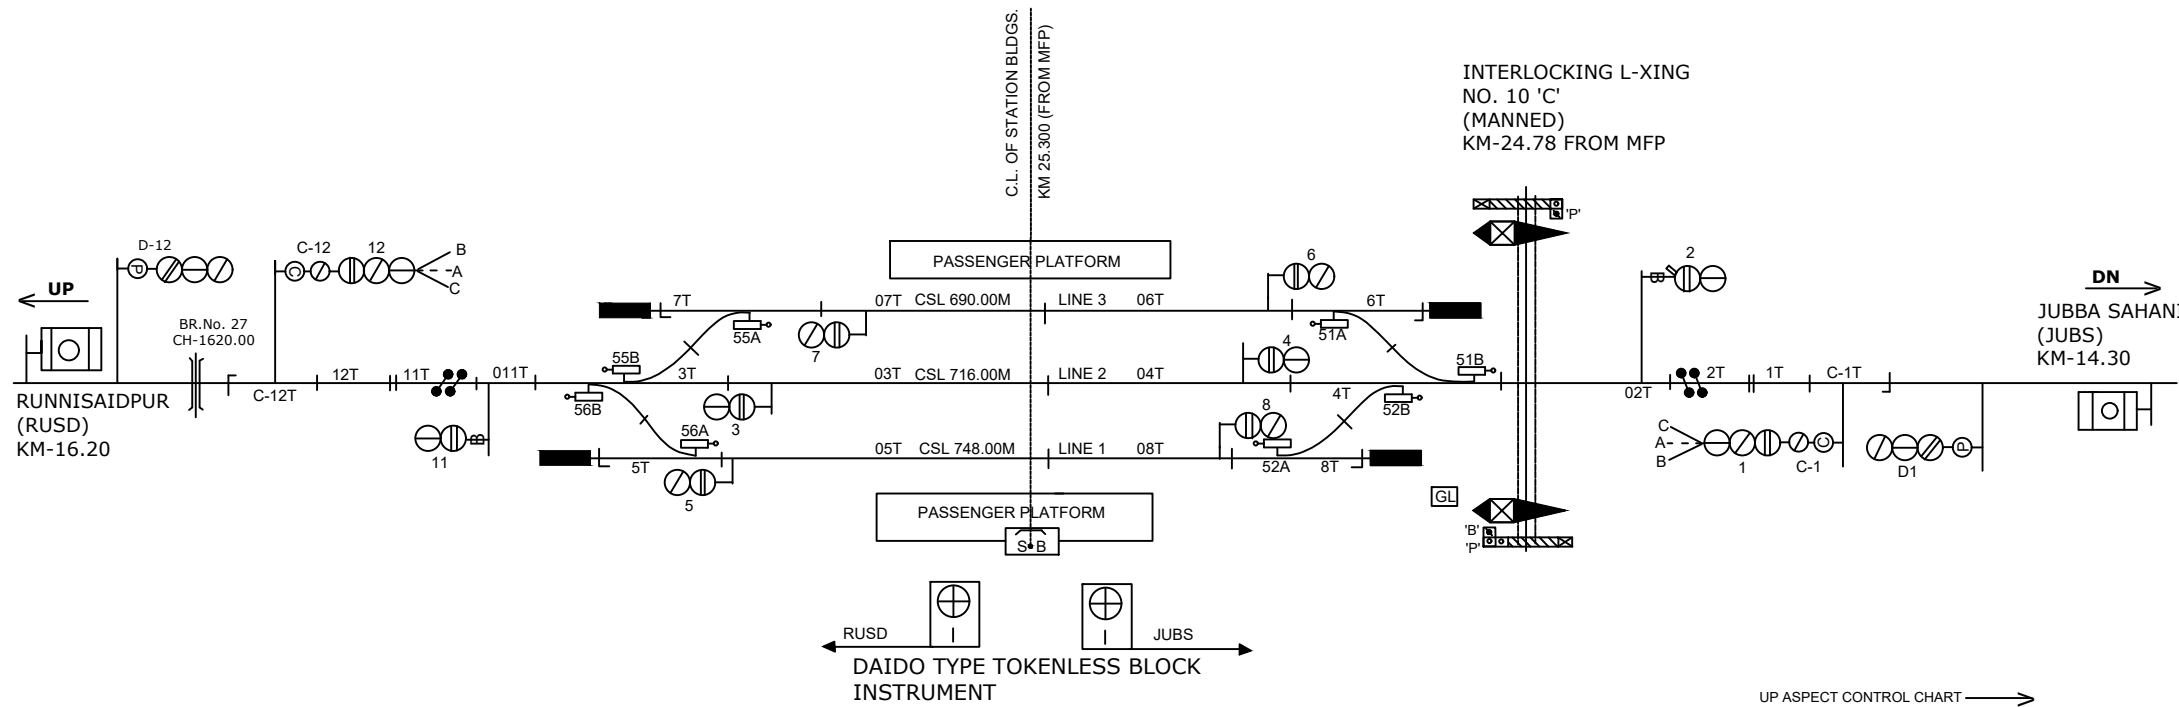 C.L. OF STATION BLDGS.
KM 25.300 (FROM MFP)
INTERLOCKING L-XING
NO. 10 'C'
(MANNED)
KM-24.78 FROM MFP
'P'
D-12
P
C-12
C
12
B
A
C
UP
BR.No. 27
CH-1620.00
PASSENGER PLATFORM
6
2
B
DN
JUBBA SAHANI
(JUBS)
KM-14.30
7T
07T CSL 690.00M LINE 3 06T
6T
55A
7
51A
4
55B
51B
C-12T
12T
11T
011T
3T
03T CSL 716.00M LINE 2 04T
4T
02T
2T
1T
C-1T
RUNNISAIDPUR
(RUSD)
KM-16.20
56B
3
52B
8
11
B
56A
5T
05T CSL 748.00M LINE 1 08T
52A
8T
C
A
B
1
C-1
C
D1
P
5
GL
PASSENGER PLATFORM
S B
'B'
'P'
RUSD
JUBS
DAIDO TYPE TOKENLESS BLOCK
INSTRUMENT
UP ASPECT CONTROL CHART